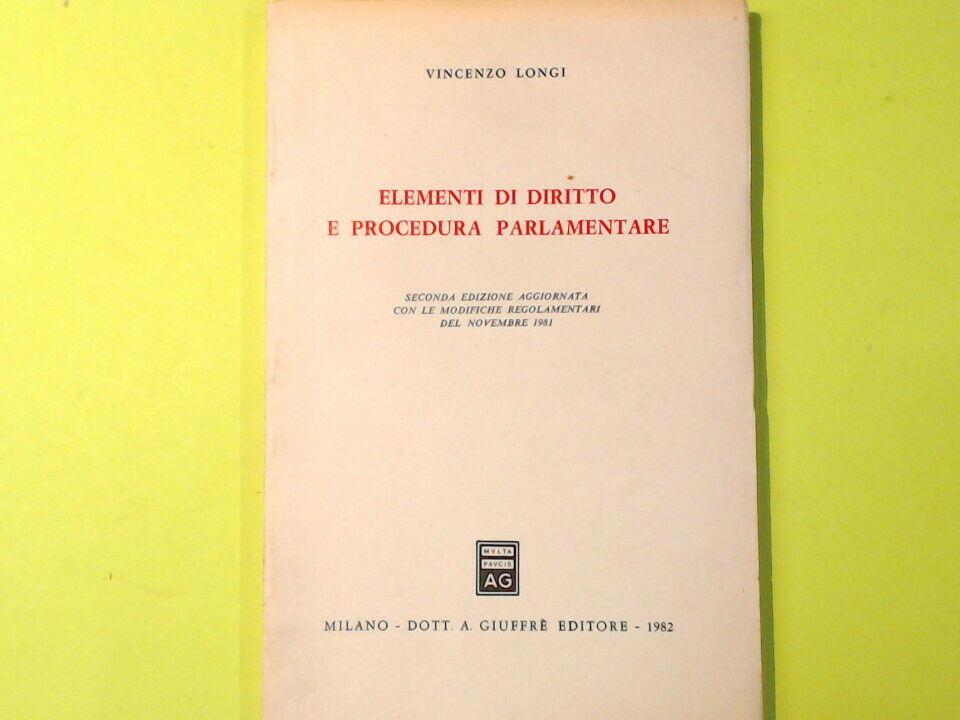 VINCENZO LONGI
ELEMENTI DI DIRITTO
E PROCEDURA PARLAMENTARE
SECONDA EDIZIONE AGGIORNATA
CON LE MODIFICHE REGOLAMENTARI
DEL NOVEMBRE 1981
MVLTA
PAVCIS
AG
MILANO - DOTT. A. GIUFFRÈ EDITORE - 1982